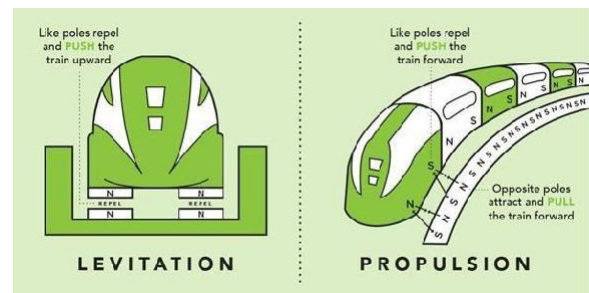 Like poles repel
and PUSH the
train upward
N
N
REPEL
REPEL
N
N
LEVITATION
Like poles repel
and PUSH the
train forward
N
S
N
S
N
S
S
N
Opposite poles
attract and PULL
the train forward
PROPULSION